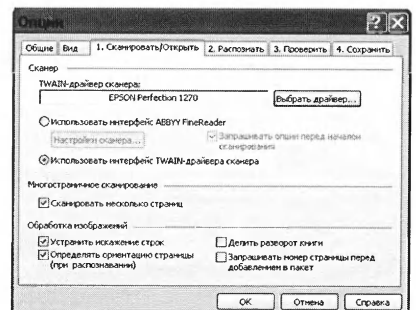 Опции
Общие Вид 1. Сканировать/Открыть 2. Распознать 3. Проверить 4. Сохранить
Сканер
TWAIN-драйвер сканера:
EPSON Perfection 1270 Выбрать драйвер...
Использовать интерфейс ABBYY FineReader
Настройки сканера... Запрашивать опции перед началом
сканирования
Использовать интерфейс TWAIN-драйвера сканера
Многостраничное сканирование
Сканировать несколько страниц
Обработка изображений
Устранить искажение строк Делить разворот книги
Определять ориентацию страницы Запрашивать номер страницы перед
(при распознавании) добавлением в пакет
OK Отмена Справка